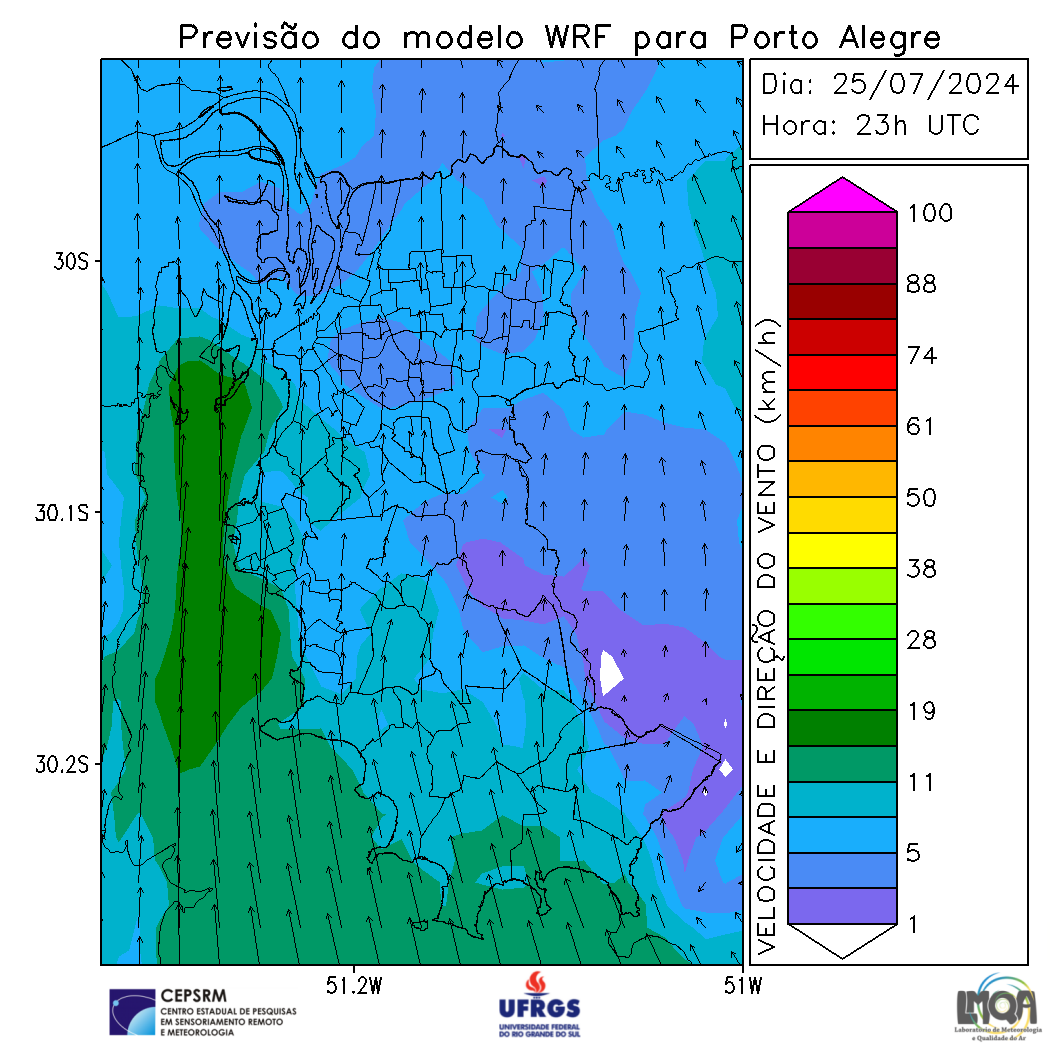 Previsão do modelo WRF para Porto Alegre
Dia: 25/07/2024
Hora: 23h UTC
30S
30.1S
30.2S
51.2W
51W
VELOCIDADE E DIREÇÃO DO VENTO (km/h)
100
88
74
61
50
38
28
19
11
5
1
CEPSRM
CENTRO ESTADUAL DE PESQUISAS
EM SENSORIAMENTO REMOTO
E METEOROLOGIA
UFRGS
UNIVERSIDADE FEDERAL
DO RIO GRANDE DO SUL
LMQA
Laboratório de Meteorologia
e Qualidade do Ar